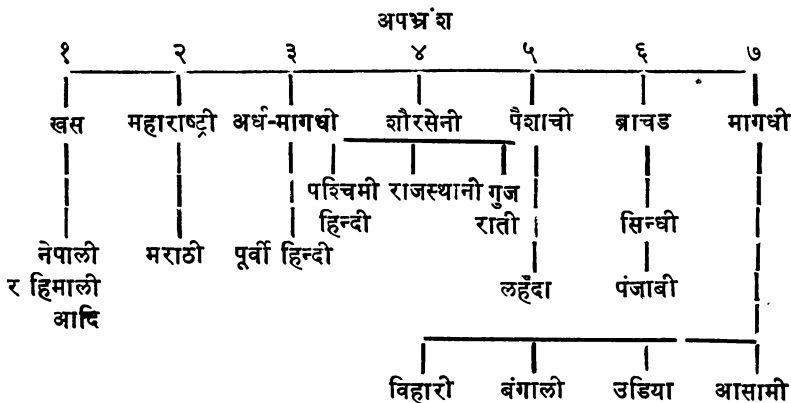 अपभ्रंश
१ २ ३ ४ ५ ६ ७
खस महाराष्ट्री अर्ध-मागधी शौरसेनी पैशाची ब्राचड मागधी
पश्चिमी राजस्थानी गुज
हिन्दी राती सिन्धी
नेपाली मराठी पूर्वी हिन्दी
र हिमाली लहँदा पंजाबी
आदि
विहारी बंगाली उडिया आसामी